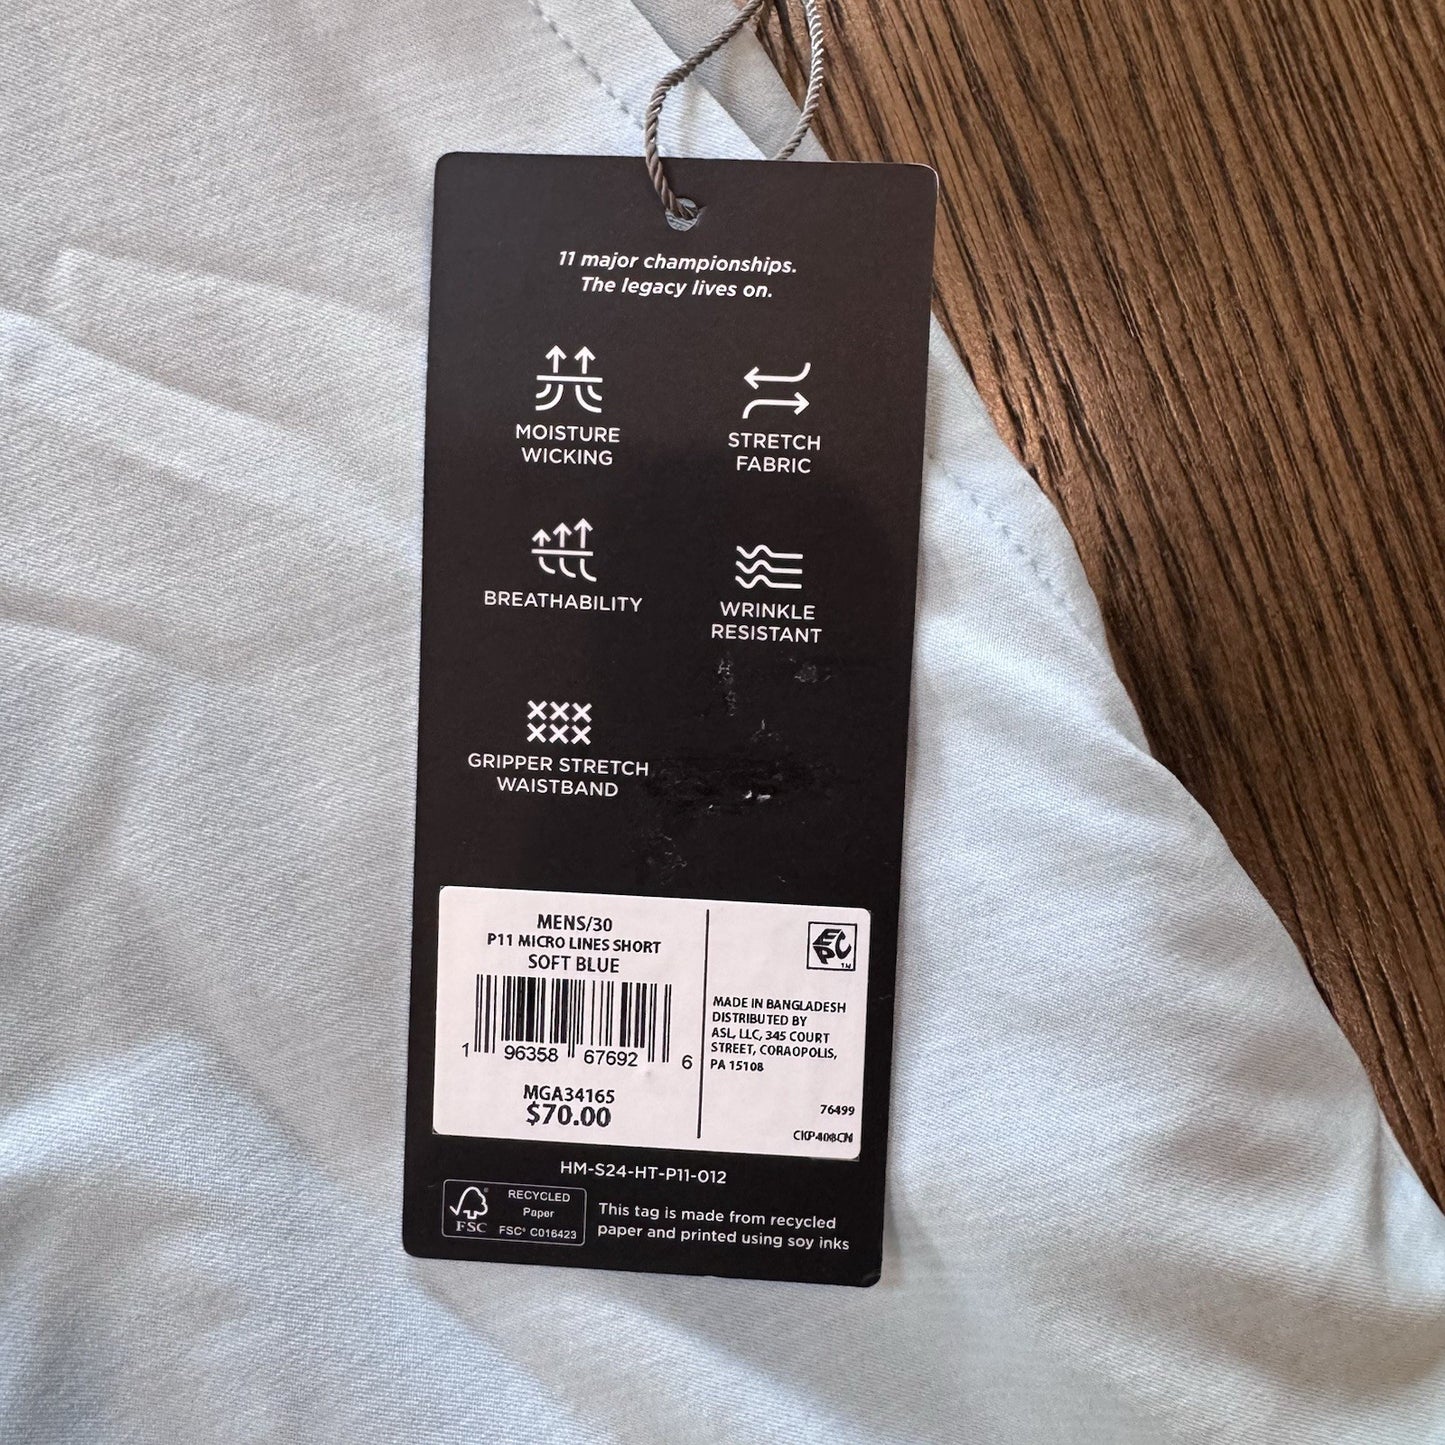 11 major championships.
The legacy lives on.
MOISTURE
WICKING
STRETCH
FABRIC
BREATHABILITY
WRINKLE
RESISTANT
GRIPPER STRETCH
WAISTBAND
MENS/30
P11 MICRO LINES SHORT
SOFT BLUE
1 96358 67692 6
MGA34165
$70.00
EPC
TM
MADE IN BANGLADESH
DISTRIBUTED BY
ASL, LLC, 345 COURT
STREET, CORAOPOLIS,
PA 15108
76499
CKP408CN
HM-S24-HT-P11-012
FSC
RECYCLED
Paper
FSC® C016423
This tag is made from recycled
paper and printed using soy inks